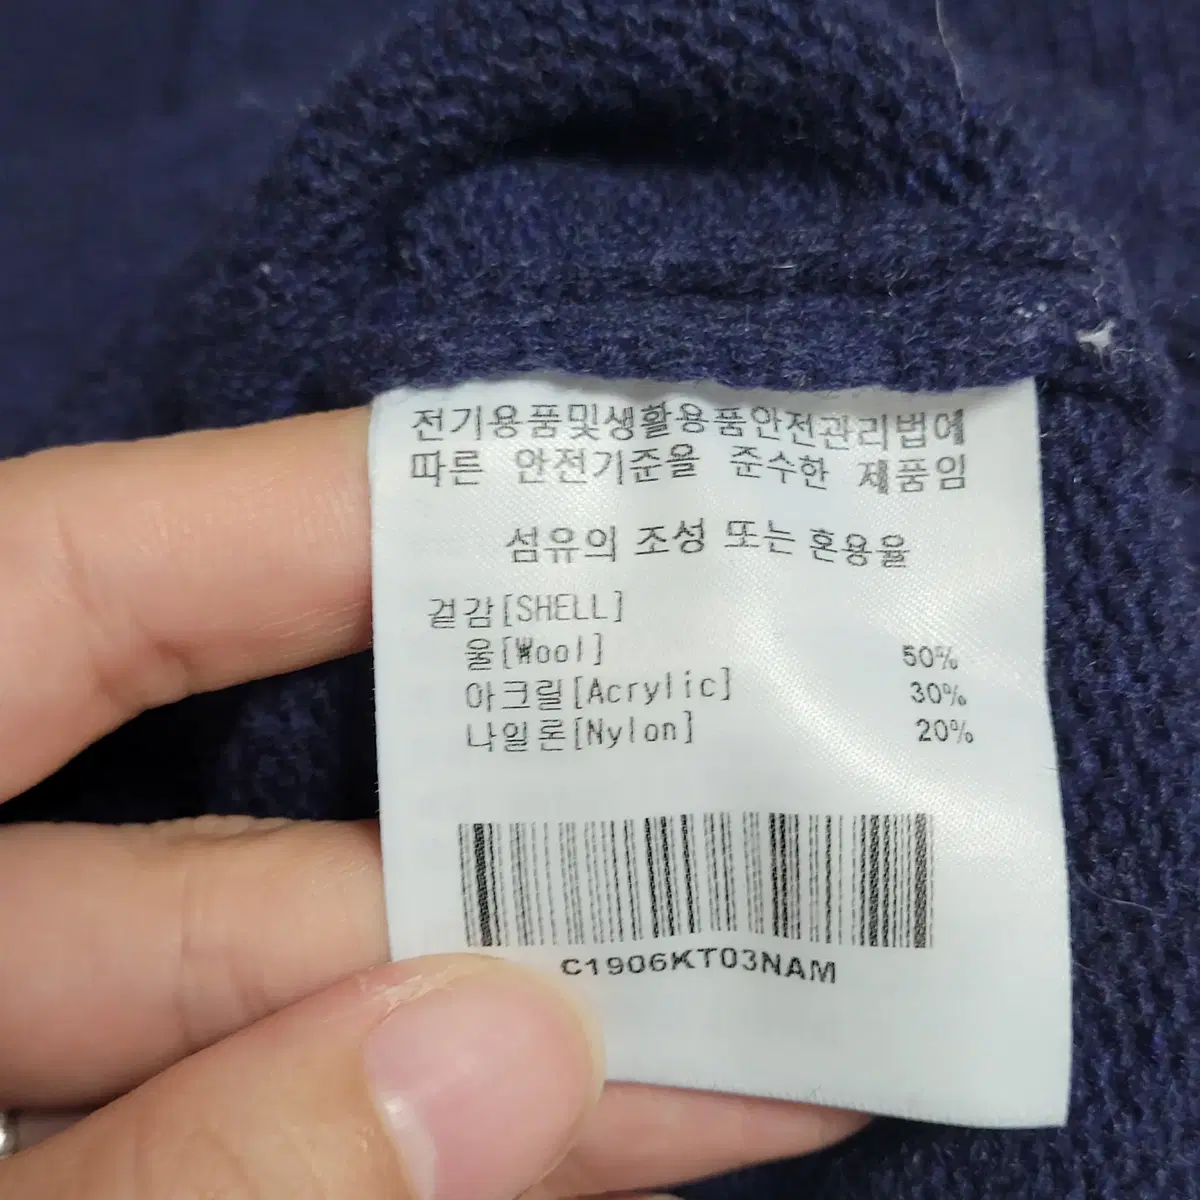 전기용품및생활용품안전관리법에
따른 안전기준을 준수한 제품임
섬유의 조성 또는 혼용율
겉감[SHELL]
울[Wool] 50%
아크릴[Acrylic] 30%
나일론[Nylon] 20%
C1906KT03NAM